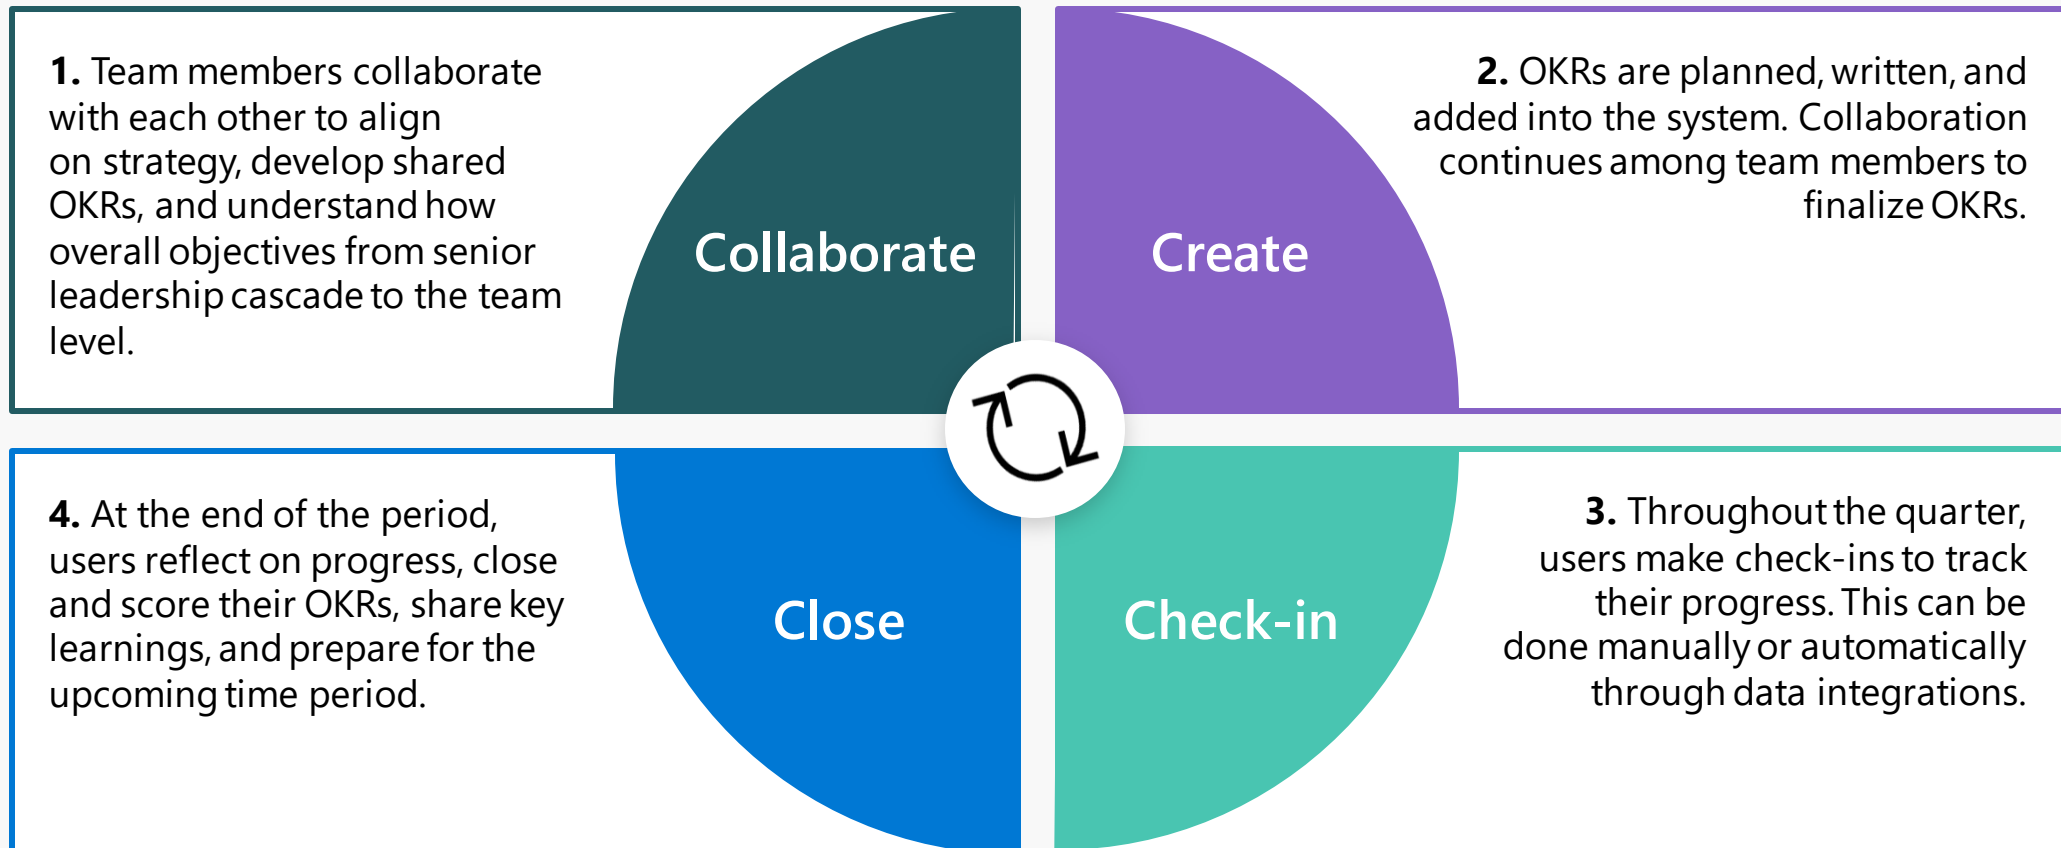 1. Team members collaborate
with each other to align
on strategy, develop shared
OKRs, and understand how
overall objectives from senior
leadership cascade to the team
level.
Collaborate
Create
2. OKRs are planned, written, and
added into the system. Collaboration
continues among team members to
finalize OKRs.
4. At the end of the period,
users reflect on progress, close
and score their OKRs, share key
learnings, and prepare for the
upcoming time period.
Close
Check-in
3. Throughout the quarter,
users make check-ins to track
their progress. This can be
done manually or automatically
through data integrations.